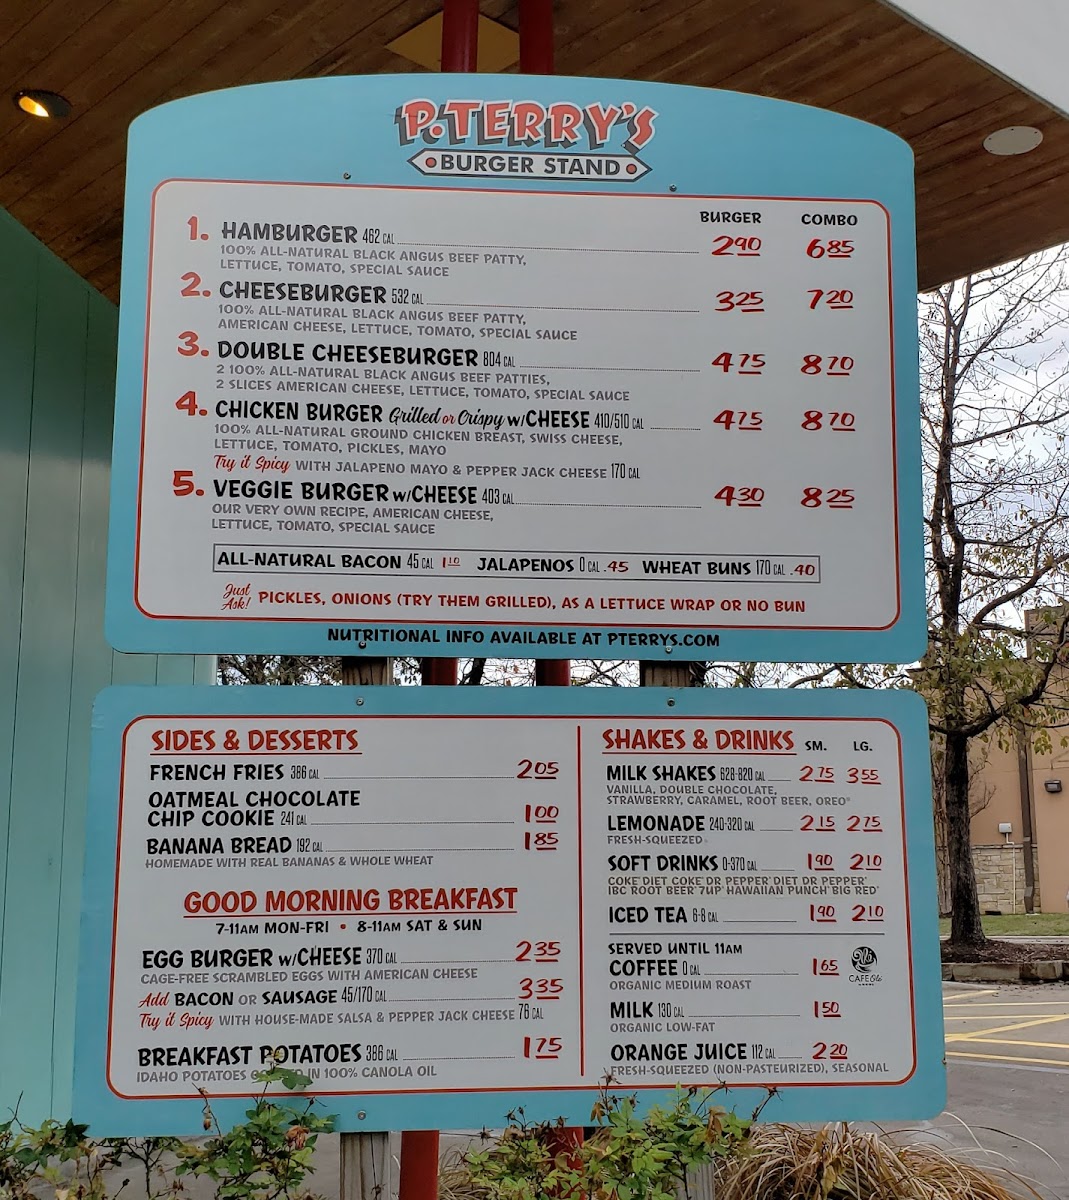 P. TERRY'S
BURGER STAND
BURGER COMBO
1. HAMBURGER 462 CAL 2.90 6.85
100% ALL-NATURAL BLACK ANGUS BEEF PATTY,
LETTUCE, TOMATO, SPECIAL SAUCE
2. CHEESEBURGER 532 CAL 3.25 7.20
100% ALL-NATURAL BLACK ANGUS BEEF PATTY,
AMERICAN CHEESE, LETTUCE, TOMATO, SPECIAL SAUCE
3. DOUBLE CHEESEBURGER 804 CAL 4.75 8.70
2 100% ALL-NATURAL BLACK ANGUS BEEF PATTIES,
2 SLICES AMERICAN CHEESE, LETTUCE, TOMATO, SPECIAL SAUCE
4. CHICKEN BURGER Grilled or Crispy w/CHEESE 410/510 CAL 4.75 8.70
100% ALL-NATURAL GROUND CHICKEN BREAST, SWISS CHEESE,
LETTUCE, TOMATO, PICKLES, MAYO
Try it Spicy WITH JALAPENO MAYO & PEPPER JACK CHEESE 170 CAL
5. VEGGIE BURGER w/CHEESE 403 CAL 4.30 8.25
OUR VERY OWN RECIPE, AMERICAN CHEESE,
LETTUCE, TOMATO, SPECIAL SAUCE
ALL-NATURAL BACON 45 CAL 1.10 JALAPENOS 0 CAL .45 WHEAT BUNS 170 CAL .40
Just Ask! PICKLES, ONIONS (TRY THEM GRILLED), AS A LETTUCE WRAP OR NO BUN
NUTRITIONAL INFO AVAILABLE AT PTERRYS.COM
SIDES & DESSERTS
FRENCH FRIES 386 CAL 2.05
OATMEAL CHOCOLATE
CHIP COOKIE 241 CAL 1.00
BANANA BREAD 192 CAL 1.85
HOMEMADE WITH REAL BANANAS & WHOLE WHEAT
GOOD MORNING BREAKFAST
7-11AM MON-FRI • 8-11AM SAT & SUN
EGG BURGER w/CHEESE 370 CAL 2.35
CAGE-FREE SCRAMBLED EGGS WITH AMERICAN CHEESE
Add BACON OR SAUSAGE 45/170 CAL 3.35
Try it Spicy WITH HOUSE-MADE SALSA & PEPPER JACK CHEESE 76 CAL
BREAKFAST POTATOES 386 CAL 1.75
IDAHO POTATOES IN 100% CANOLA OIL
SHAKES & DRINKS SM. LG.
MILK SHAKES 628-820 CAL 2.75 3.55
VANILLA, DOUBLE CHOCOLATE,
STRAWBERRY, CARAMEL, ROOT BEER, OREO®
LEMONADE 240-320 CAL 2.15 2.75
FRESH-SQUEEZED
SOFT DRINKS 0-370 CAL 1.90 2.10
COKE® DIET COKE® DR PEPPER® DIET DR PEPPER®
IBC ROOT BEER® 7UP® HAWAIIAN PUNCH® BIG RED®
ICED TEA 6-8 CAL 1.90 2.10
SERVED UNTIL 11AM
COFFEE 0 CAL 1.65
ORGANIC MEDIUM ROAST
CAFE Olé
MILK 130 CAL 1.50
ORGANIC LOW-FAT
ORANGE JUICE 112 CAL 2.20
FRESH-SQUEEZED (NON-PASTEURIZED), SEASONAL